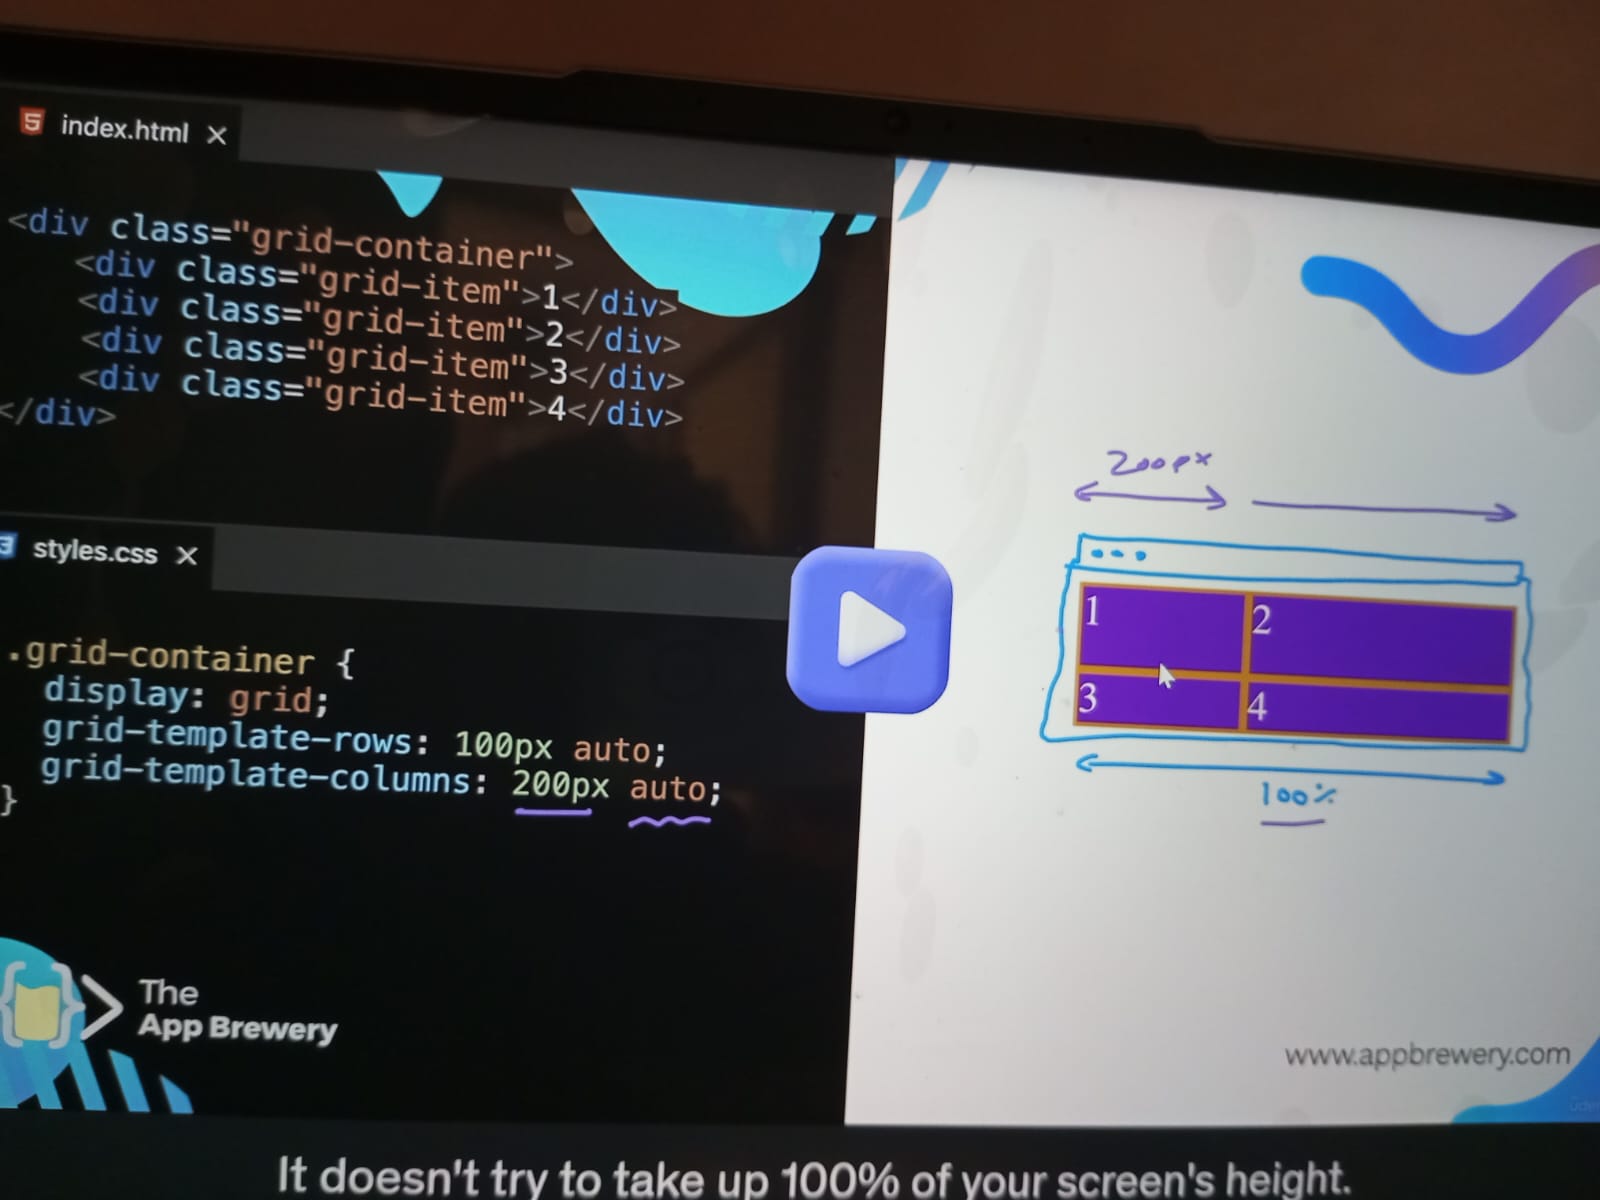 index.html ×
<div class="grid-container">
<div class="grid-item">1</div>
<div class="grid-item">2</div>
<div class="grid-item">3</div>
<div class="grid-item">4</div>
</div>
styles.css ×
.grid-container {
display: grid;
grid-template-rows: 100px auto;
grid-template-columns: 200px auto;
}
The
App Brewery
200px
1 2
3 4
100%
www.appbrewery.com
It doesn't try to take up 100% of your screen's height.